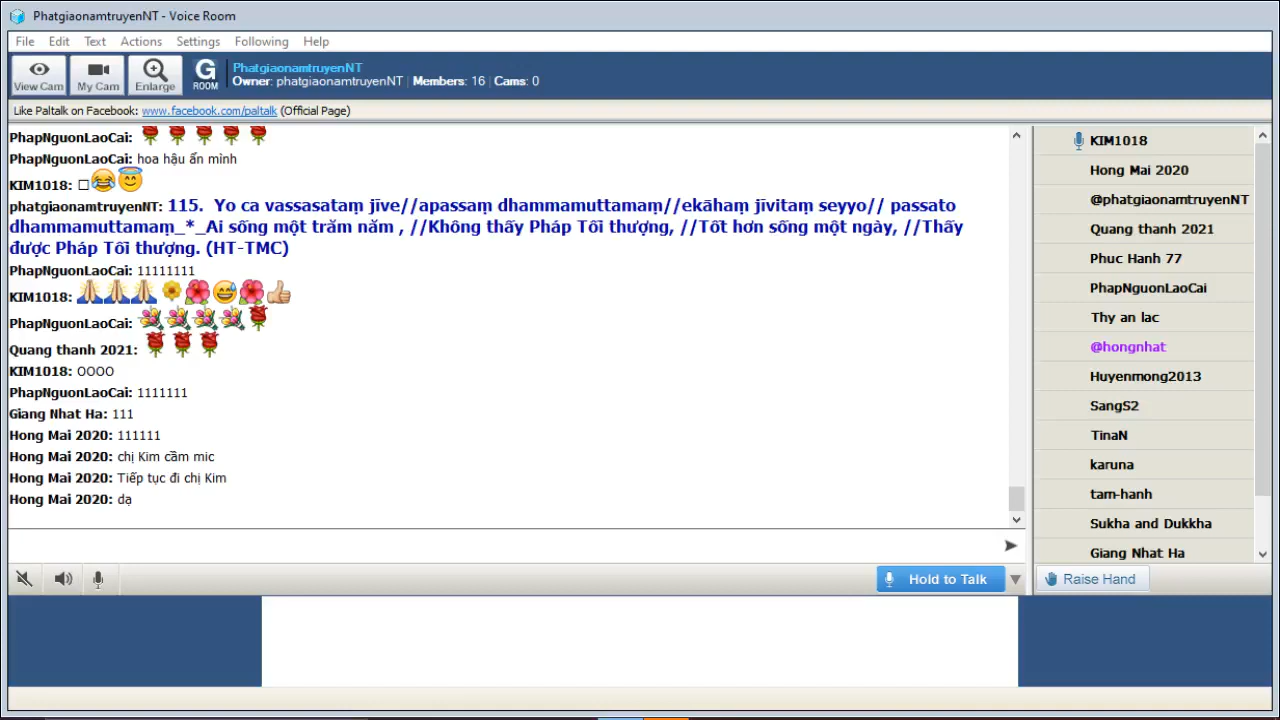 PhatgiaonamtruyenNT - Voice Room
File Edit Text Actions Settings Following Help
View Cam My Cam Enlarge G ROOM
PhatgiaonamtruyenNT
Owner: phatgiaonamtruyenNT Members: 16 Cams: 0
Like Paltalk on Facebook: www.facebook.com/paltalk (Official Page)
PhapNguonLaoCai:
PhapNguonLaoCai: hoa hậu ẩn mình
KIM1018:
phatgiaonamtruyenNT: 115. Yo ca vassasataṃ jīve//apassaṃ dhammamuttamaṃ//ekāhaṃ jīvitaṃ seyyo// passato
dhammamuttamaṃ_*_Ai sống một trăm năm , //Không thấy Pháp Tối thượng, //Tốt hơn sống một ngày, //Thấy
được Pháp Tối thượng. (HT-TMC)
PhapNguonLaoCai: 11111111
KIM1018:
PhapNguonLaoCai:
Quang thanh 2021:
KIM1018: OOOO
PhapNguonLaoCai: 1111111
Giang Nhat Ha: 111
Hong Mai 2020: 111111
Hong Mai 2020: chị Kim cầm mic
Hong Mai 2020: Tiếp tục đi chị Kim
Hong Mai 2020: dạ
Hold to Talk
KIM1018
Hong Mai 2020
@phatgiaonamtruyenNT
Quang thanh 2021
Phuc Hanh 77
PhapNguonLaoCai
Thy an lac
@hongnhat
Huyenmong2013
SangS2
TinaN
karuna
tam-hanh
Sukha and Dukkha
Giang Nhat Ha
Raise Hand